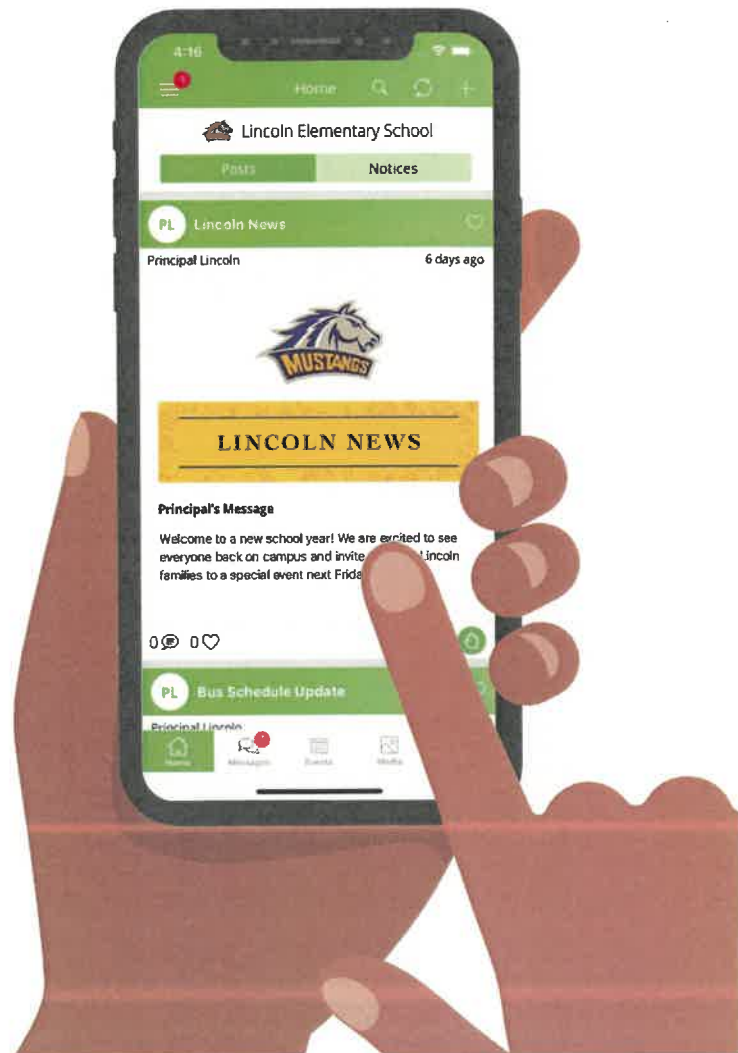 4:16
Home
Lincoln Elementary School
Posts
Notices
PL
Lincoln News
Principal Lincoln
6 days ago
MUSTANGS
LINCOLN NEWS
Principal's Message
Welcome to a new school year! We are excited to see
everyone back on campus and invite Lincoln
families to a special event next Frida
0 0
PL
Bus Schedule Update
Principal Lincoln
Home
Messages
Events
Media